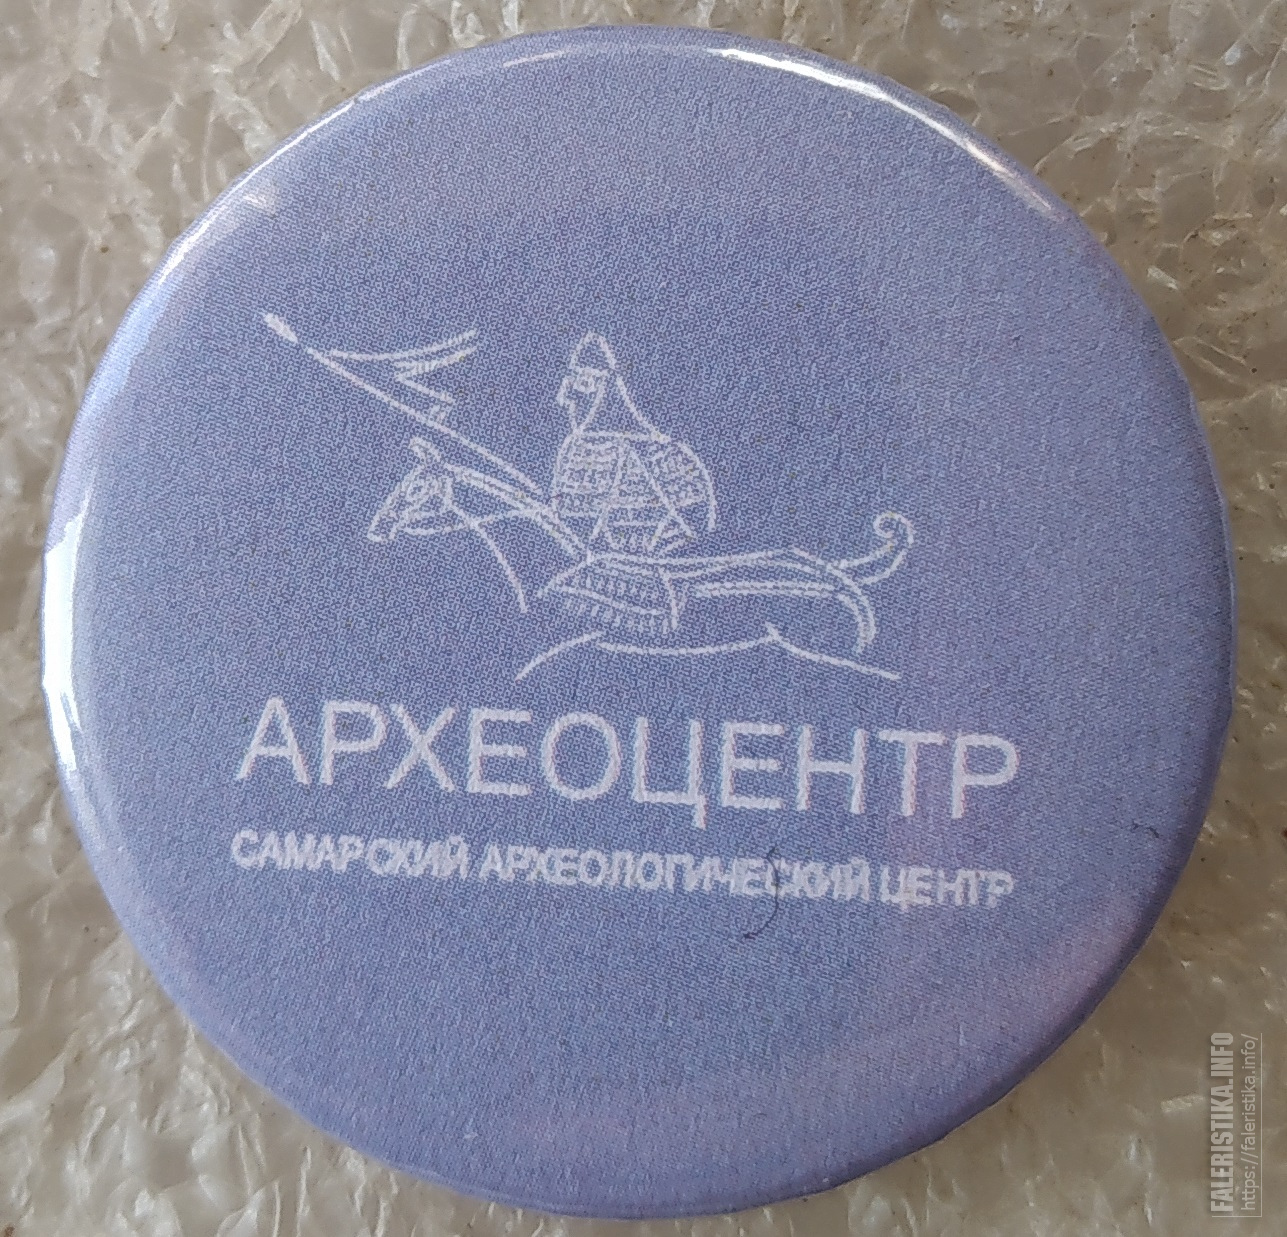 АРХЕОЦЕНТР
САМАРСКИЙ АРХЕОЛОГИЧЕСКИЙ ЦЕНТР
FALERISTIKA.INFO
https://faleristika.info/